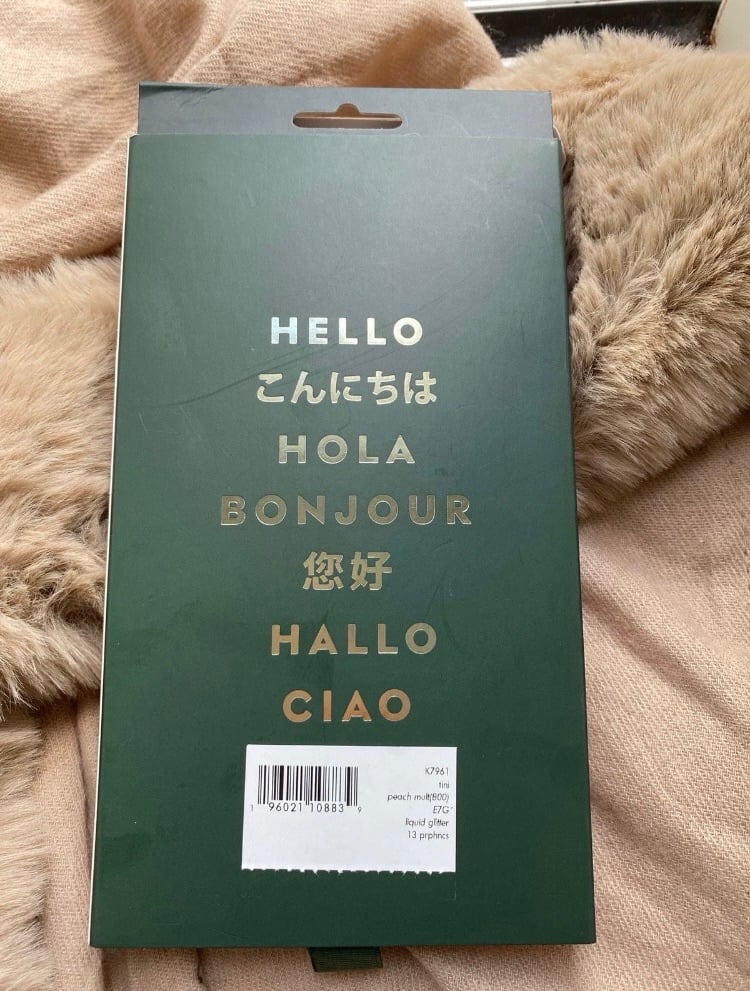 HELLO
こんにちは
HOLA
BONJOUR
您好
HALLO
CIAO
K7961
tini
peach mult(800)
E7G*
liquid glitter
13 prphncs
1 96021 10883 9